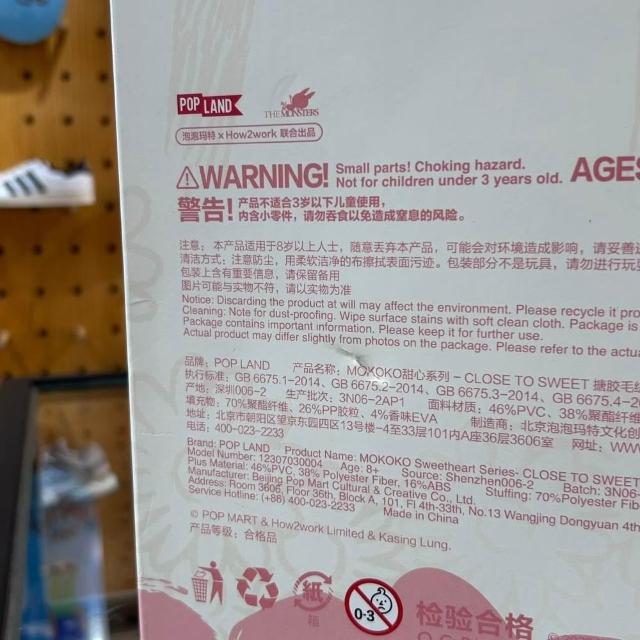 POP LAND
THE MONSTERS
泡泡玛特 x How2work 联合出品
WARNING! Small parts! Choking hazard.
Not for children under 3 years old. AGES
警告! 产品不适合3岁以下儿童使用，
内含小零件，请勿吞食以免造成窒息的风险。
注意：本产品适用于8岁以上人士，随意丢弃本产品，可能会对环境造成影响，请妥善
清洁方式：注意防尘，用柔软洁净的布擦拭表面污迹。包装部分不是玩具，请勿进行玩
包装上含有重要信息，请保留备用
图片可能与实物不符，请以实物为准
Notice: Discarding the product at will may affect the environment. Please recycle it pro
Cleaning: Note for dust-proofing. Wipe surface stains with soft clean cloth. Package is
Package contains important information. Please keep it for further use.
Actual product may differ slightly from photos on the package. Please refer to the actua
品牌：POP LAND 产品名称：MOKOKO甜心系列 – CLOSE TO SWEET 搪胶毛
执行标准：GB 6675.1–2014、GB 6675.2–2014、GB 6675.3–2014、GB 6675.4–20
产地：深圳006–2 生产批次：3N06–2AP1 面料材质：46%PVC、38%聚酯纤维
填充物：70%聚酯纤维、26%PP胶粒、4%香味EVA 制造商：北京泡泡玛特文化创
地址：北京市朝阳区望京东园四区13号楼–4至33层101内A座36层3606室 网址：WWW
电话：400-023-2233
Brand: POP LAND Product Name: MOKOKO Sweetheart Series- CLOSE TO SWEET
Model Number: 12307030004 Age: 8+ Source: Shenzhen006-2 Batch: 3N06
Plus Material: 46%PVC, 38% Polyester Fiber, 16%ABS Stuffing: 70%Polyester Fib
Manufacturer: Beijing Pop Mart Cultural & Creative Co., Ltd.
Address: Room 3606, Floor 36th, Block A, 101, Fl 4th-33th, No.13 Wangjing Dongyuan 4th
Service Hotline: (+86) 400-023-2233 Made in China
© POP MART & How2work Limited & Kasing Lung.
产品等级：合格品
紙
箱
0-3
检验合格